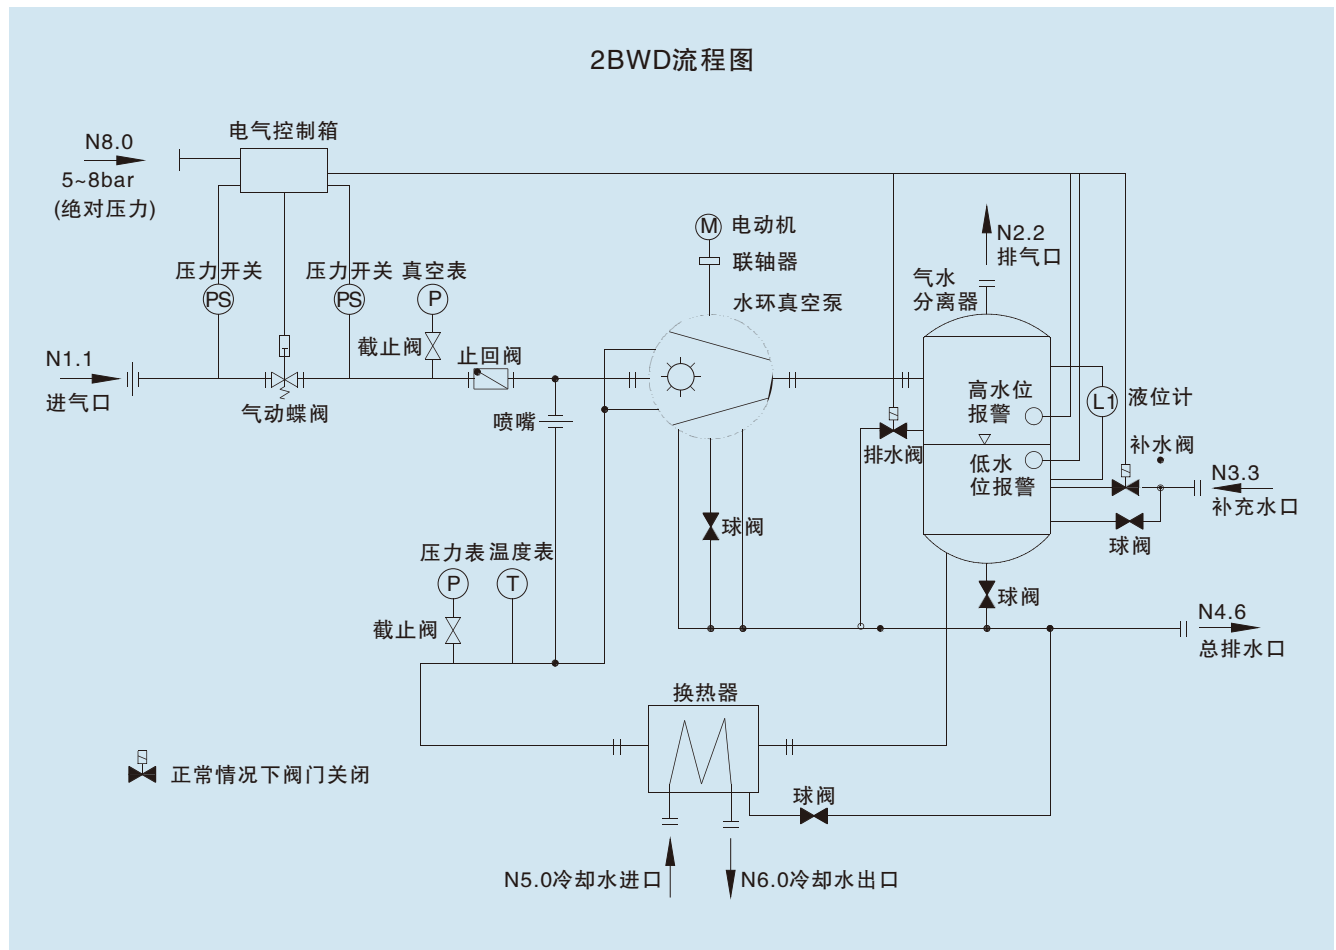 2BWD流程图
电气控制箱
N8.0
5~8bar
(绝对压力)
M 电动机
联轴器
水环真空泵
N2.2
排气口
气水
分离器
压力开关
PS
压力开关
PS
真空表
P
截止阀
止回阀
N1.1
进气口
气动蝶阀
喷嘴
高水位
报警
L1 液位计
排水阀
低水
位报警
补水阀
N3.3
补充水口
球阀
球阀
压力表
温度表
P
T
截止阀
球阀
N4.6
总排水口
换热器
正常情况下阀门关闭
球阀
N5.0冷却水进口
N6.0冷却水出口